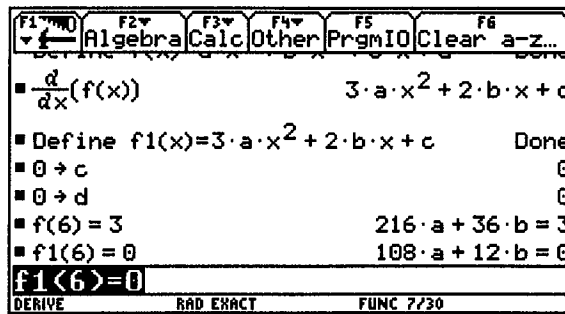 F1 F2 F3 F4 F5 F6
Algebra Calc Other PrgmIO Clear a-z…
▪ d/dx(f(x)) 3·a·x² + 2·b·x + c
▪ Define f1(x)=3·a·x² + 2·b·x + c Done
▪ 0 → c 0
▪ 0 → d 0
▪ f(6) = 3 216·a + 36·b = 3
▪ f1(6) = 0 108·a + 12·b = 0
f1(6)=0
DERIVE RAD EXACT FUNC 7/30